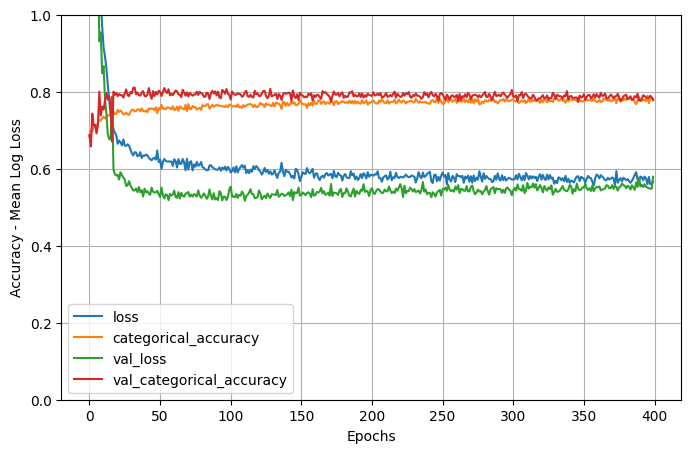 1.0
0.8
0.6
0.4
0.2
0.0
Accuracy - Mean Log Loss
loss
categorical_accuracy
val_loss
val_categorical_accuracy
0 50 100 150 200 250 300 350 400
Epochs